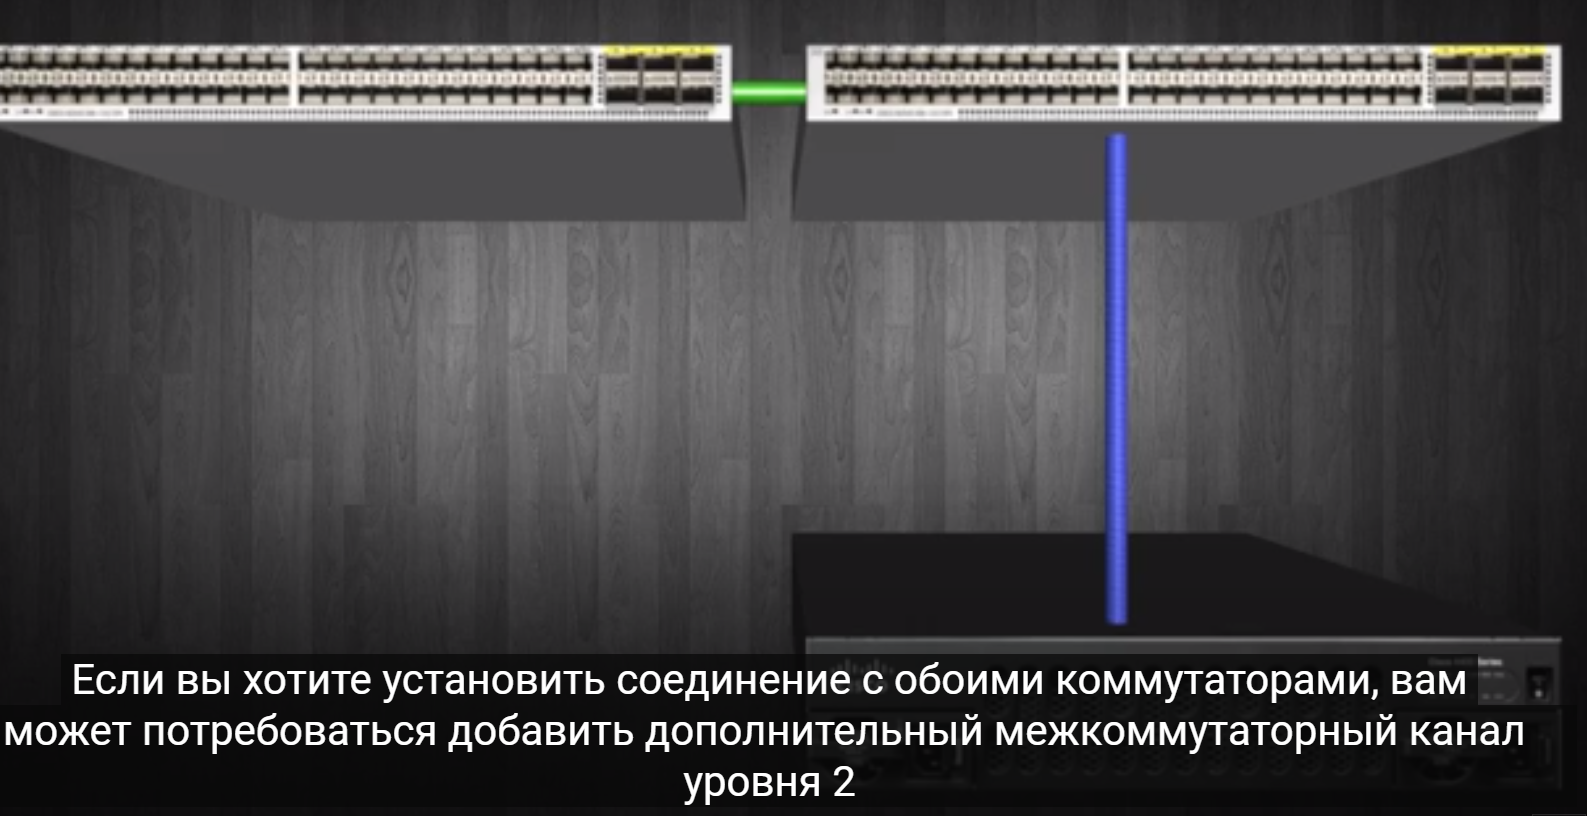 Если вы хотите установить соединение с обоими коммутаторами, вам
может потребоваться добавить дополнительный межкоммутаторный канал
уровня 2